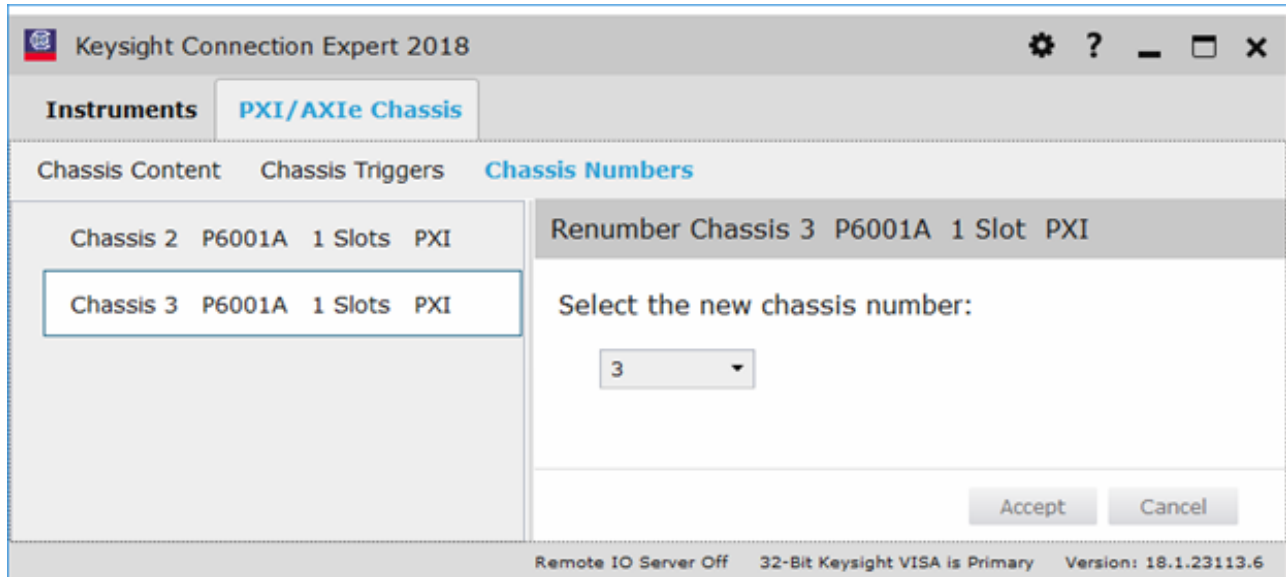 Keysight Connection Expert 2018 ?
Instruments PXI/AXIe Chassis
Chassis Content Chassis Triggers Chassis Numbers
Chassis 2 P6001A 1 Slots PXI
Chassis 3 P6001A 1 Slots PXI
Renumber Chassis 3 P6001A 1 Slot PXI
Select the new chassis number:
3
Accept Cancel
Remote IO Server Off 32-Bit Keysight VISA is Primary Version: 18.1.23113.6